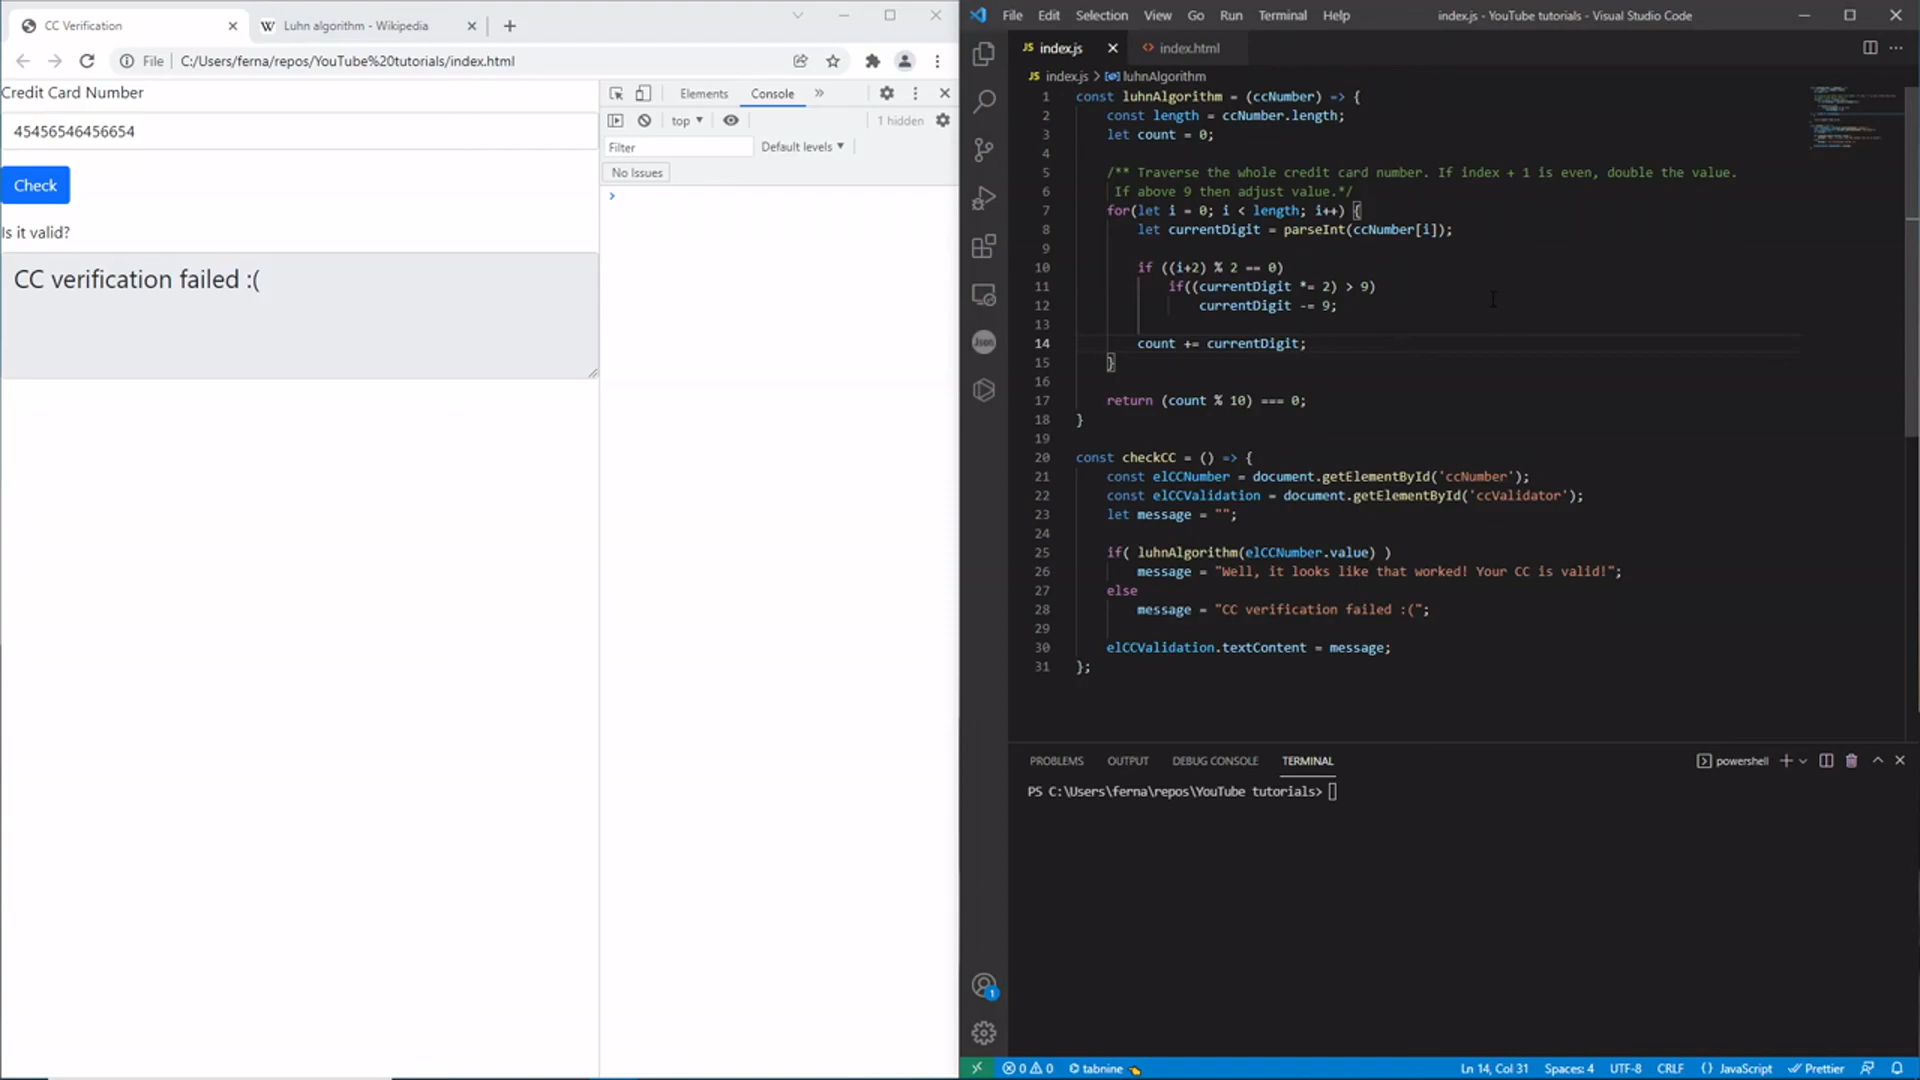 CC Verification
Luhn algorithm - Wikipedia
File
C:/Users/ferna/repos/YouTube%20tutorials/index.html
Credit Card Number
45456546456654
Check
Is it valid?
CC verification failed :(
Elements
Console
top
1 hidden
Filter
Default levels
No Issues
File Edit Selection View Go Run Terminal Help
index.js - YouTube tutorials - Visual Studio Code
JS index.js
index.html
JS index.js > luhnAlgorithm
1 const luhnAlgorithm = (ccNumber) => {
2 const length = ccNumber.length;
3 let count = 0;
4
5 /** Traverse the whole credit card number. If index + 1 is even, double the value.
6 If above 9 then adjust value.*/
7 for(let i = 0; i < length; i++) {
8 let currentDigit = parseInt(ccNumber[i]);
9
10 if ((i+2) % 2 == 0)
11 if((currentDigit *= 2) > 9)
12 currentDigit -= 9;
13
14 count += currentDigit;
15 }
16
17 return (count % 10) === 0;
18 }
19
20 const checkCC = () => {
21 const elCCNumber = document.getElementById('ccNumber');
22 const elCCValidation = document.getElementById('ccValidator');
23 let message = "";
24
25 if( luhnAlgorithm(elCCNumber.value) )
26 message = "Well, it looks like that worked! Your CC is valid!";
27 else
28 message = "CC verification failed :(";
29
30 elCCValidation.textContent = message;
31 };
Json
PROBLEMS OUTPUT DEBUG CONSOLE TERMINAL
powershell
PS C:\Users\ferna\repos\YouTube tutorials>
1
0 0 tabnine
Ln 14, Col 31 Spaces: 4 UTF-8 CRLF {} JavaScript Prettier